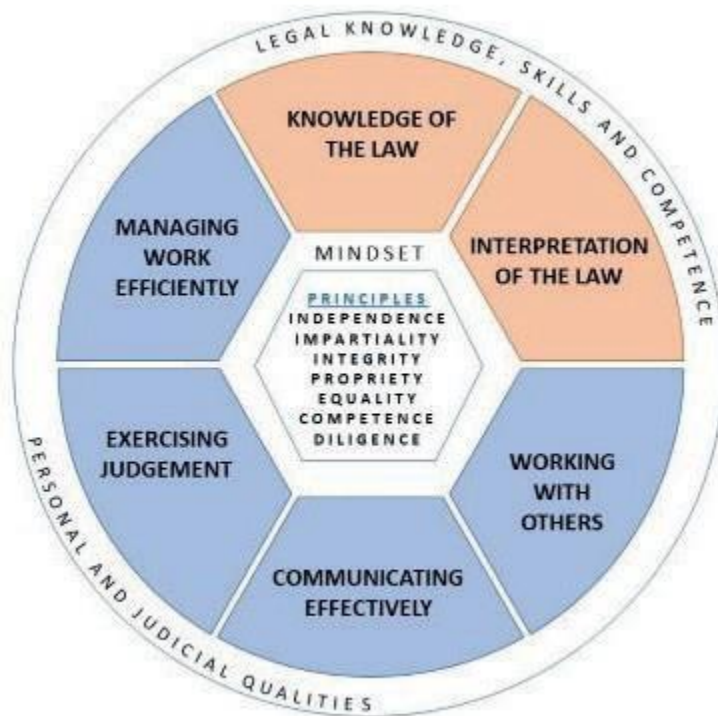 LEGAL KNOWLEDGE, SKILLS AND COMPETENCE
KNOWLEDGE OF
THE LAW
INTERPRETATION
OF THE LAW
MANAGING
WORK
EFFICIENTLY
MINDSET
PRINCIPLES
INDEPENDENCE
IMPARTIALITY
INTEGRITY
PROPRIETY
EQUALITY
COMPETENCE
DILIGENCE
EXERCISING
JUDGEMENT
WORKING
WITH
OTHERS
COMMUNICATING
EFFECTIVELY
PERSONAL AND JUDICIAL QUALITIES